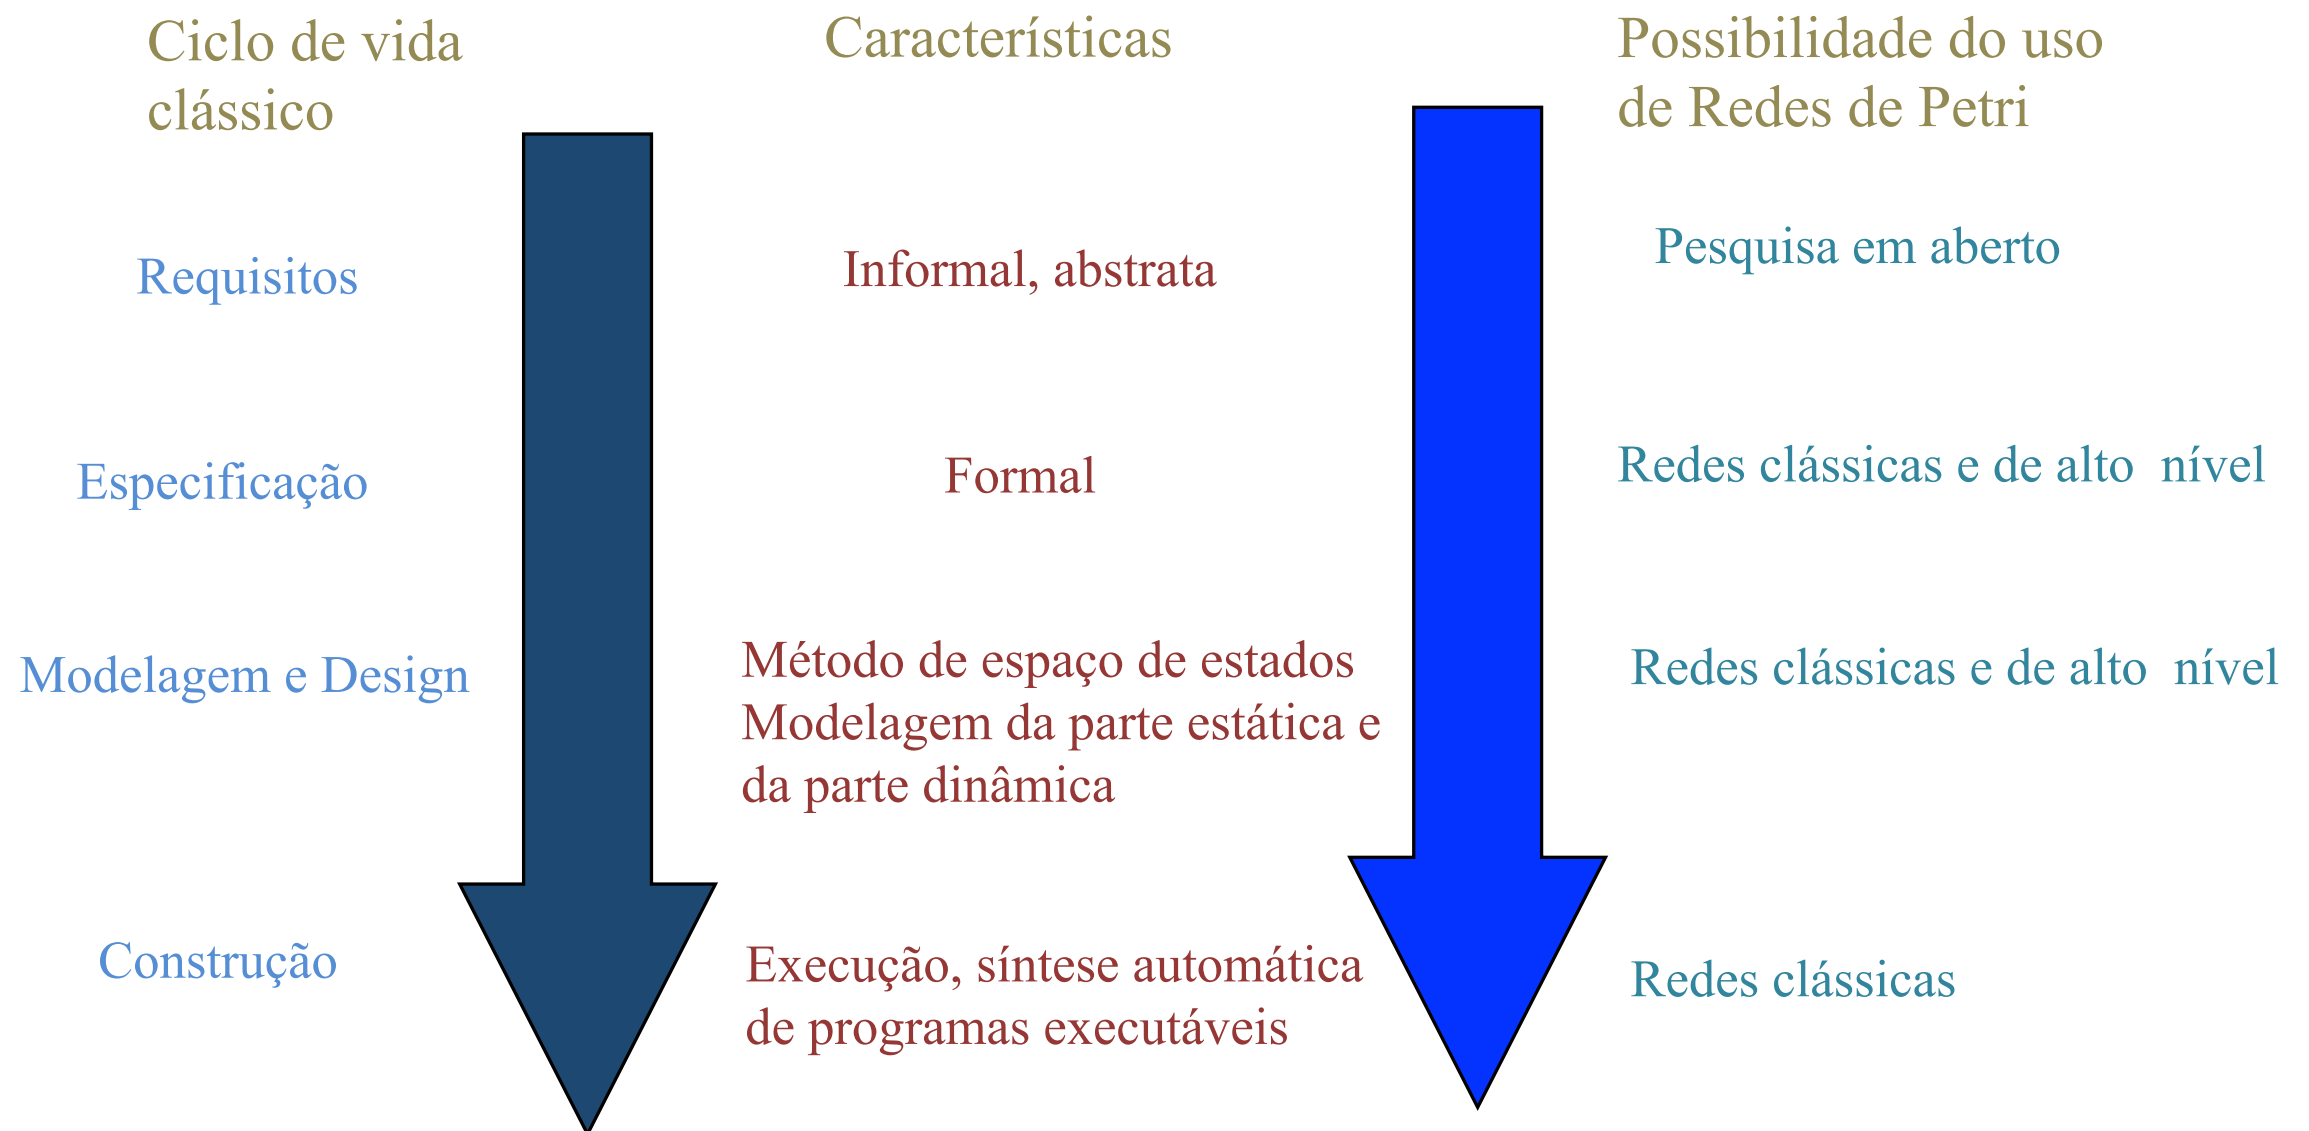 Ciclo de vida
clássico
Características
Possibilidade do uso
de Redes de Petri
Requisitos
Informal, abstrata
Pesquisa em aberto
Especificação
Formal
Redes clássicas e de alto  nível
Modelagem e Design
Método de espaço de estados
Modelagem da parte estática e
da parte dinâmica
Redes clássicas e de alto  nível
Construção
Execução, síntese automática
de programas executáveis
Redes clássicas